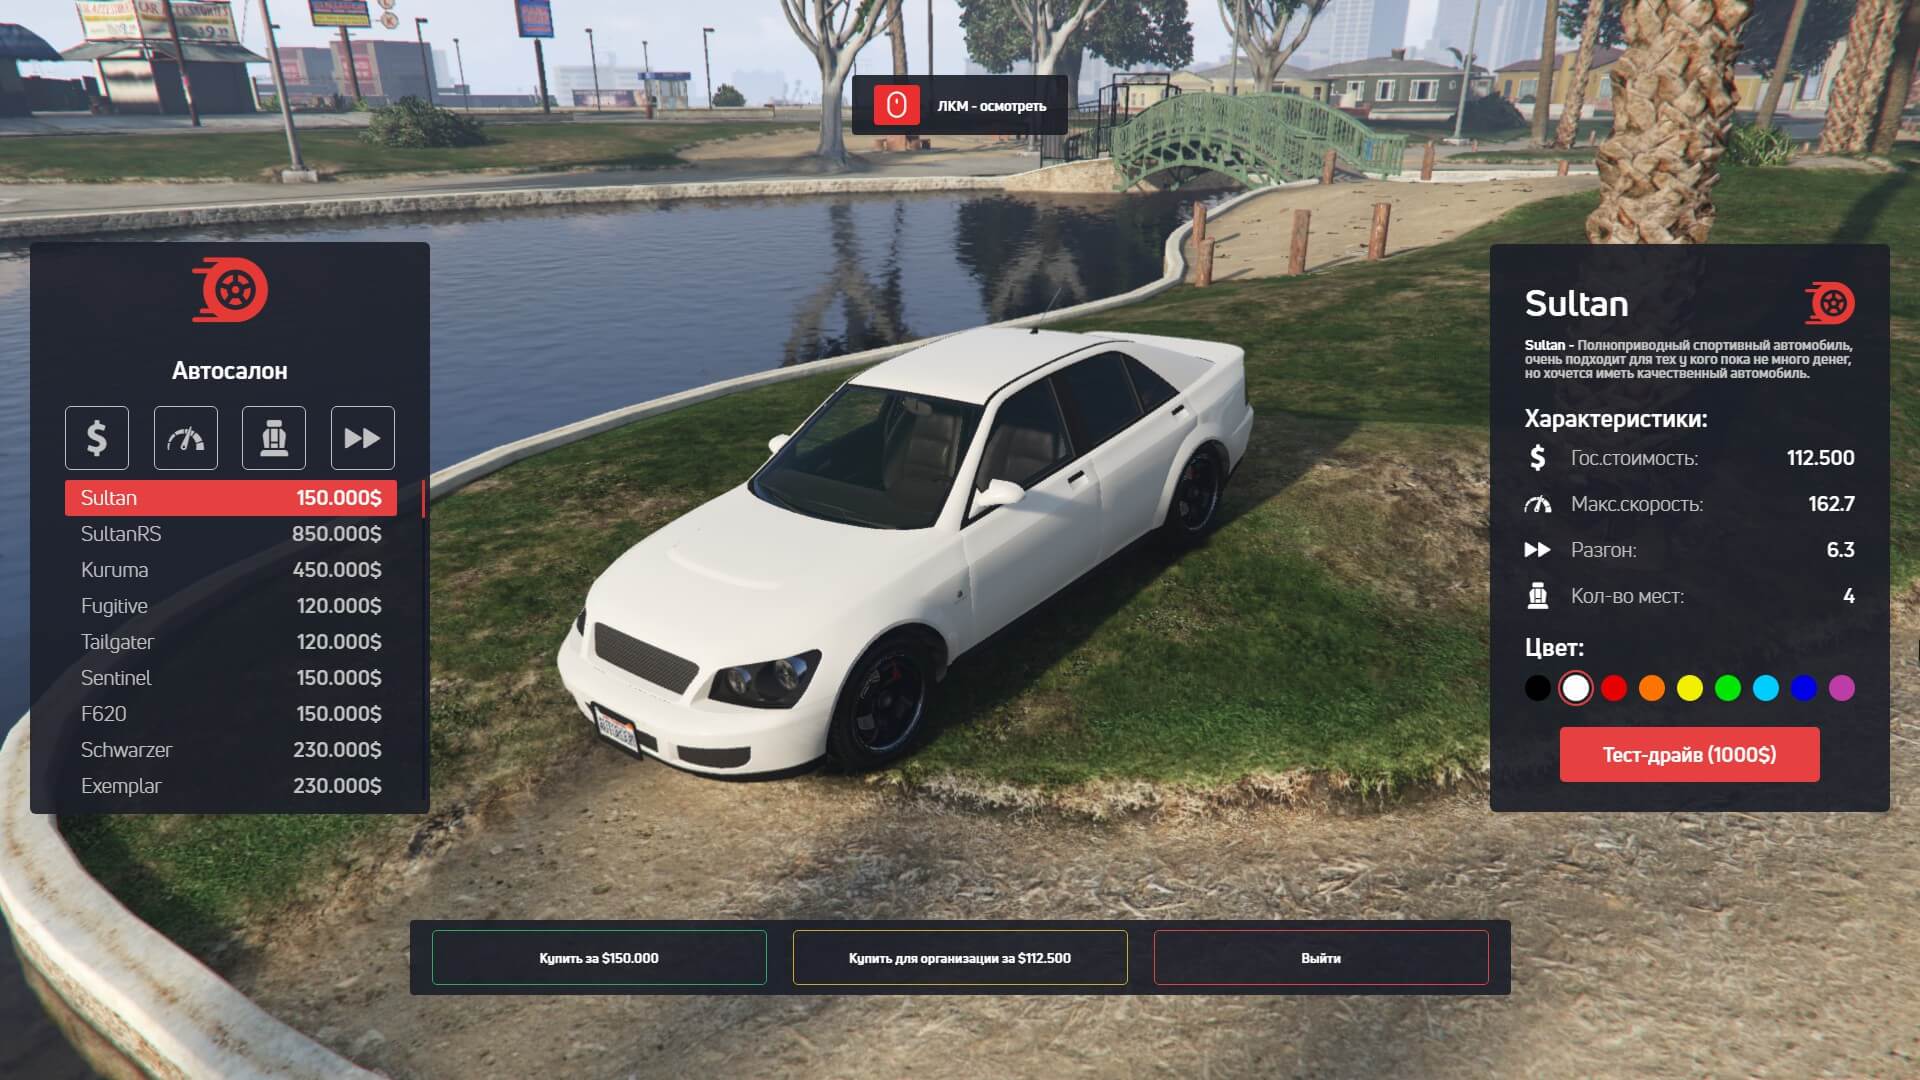 ЛКМ - осмотреть
Автосалон
Sultan 150.000$
SultanRS 850.000$
Kuruma 450.000$
Fugitive 120.000$
Tailgater 120.000$
Sentinel 150.000$
F620 150.000$
Schwarzer 230.000$
Exemplar 230.000$
Sultan
Sultan - Полноприводный спортивный автомобиль,
очень подходит для тех у кого пока не много денег,
но хочется иметь качественный автомобиль.
Характеристики:
Гос.стоимость: 112.500
Макс.скорость: 162.7
Разгон: 6.3
Кол-во мест: 4
Цвет:
Тест-драйв (1000$)
Купить за $150.000
Купить для организации за $112.500
Выйти